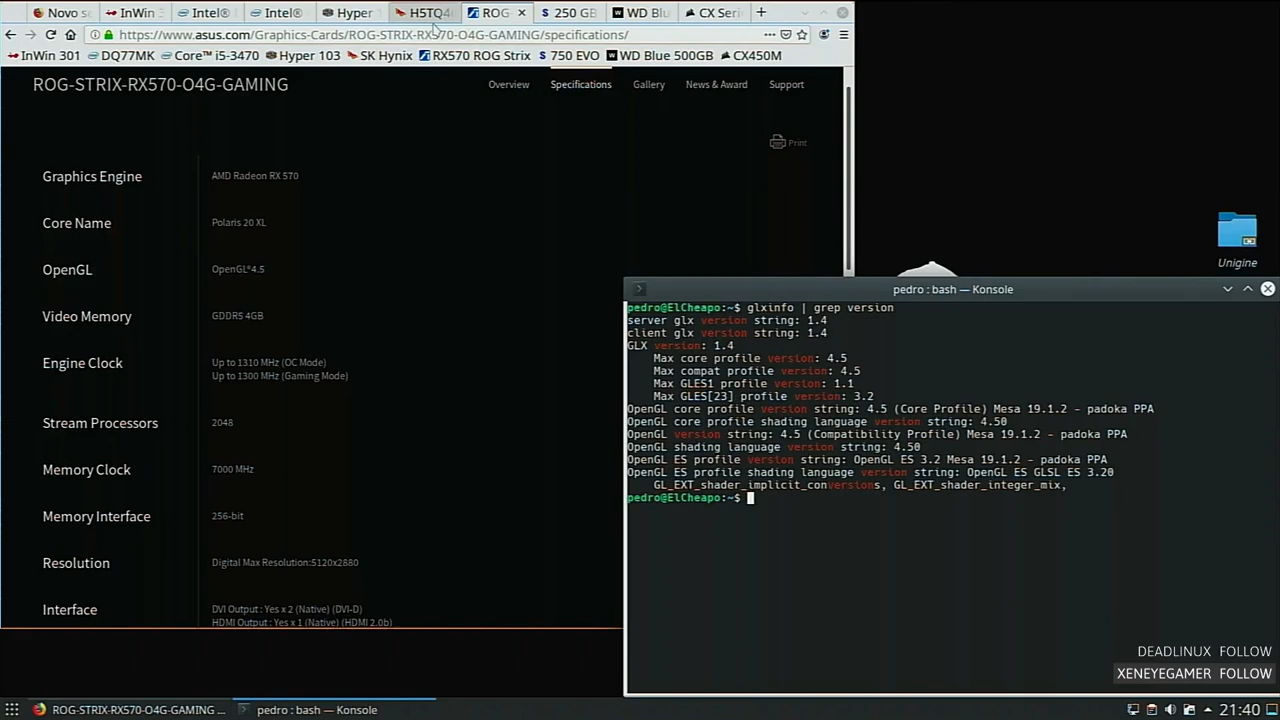 Novo s
InWin 3
Intel®
Intel®
Hyper
H5TQ4
ROG
250 GB
WD Blu
CX Seri
https://www.asus.com/Graphics-Cards/ROG-STRIX-RX570-O4G-GAMING/specifications/
InWin 301
DQ77MK
Core™ i5-3470
Hyper 103
SK Hynix
RX570 ROG Strix
750 EVO
WD Blue 500GB
CX450M
ROG-STRIX-RX570-O4G-GAMING
Overview
Specifications
Gallery
News & Award
Support
Print
Graphics Engine
AMD Radeon RX 570
Core Name
Polaris 20 XL
OpenGL
OpenGL®4.5
Video Memory
GDDR5 4GB
Engine Clock
Up to 1310 MHz (OC Mode)
Up to 1300 MHz (Gaming Mode)
Stream Processors
2048
Memory Clock
7000 MHz
Memory Interface
256-bit
Resolution
Digital Max Resolution:5120x2880
Interface
DVI Output : Yes x 2 (Native) (DVI-D)
HDMI Output : Yes x 1 (Native) (HDMI 2.0b)
Unigine
pedro : bash — Konsole
pedro@ElCheapo:~$ glxinfo | grep version
server glx version string: 1.4
client glx version string: 1.4
GLX version: 1.4
Max core profile version: 4.5
Max compat profile version: 4.5
Max GLES1 profile version: 1.1
Max GLES[23] profile version: 3.2
OpenGL core profile version string: 4.5 (Core Profile) Mesa 19.1.2 - padoka PPA
OpenGL core profile shading language version string: 4.50
OpenGL version string: 4.5 (Compatibility Profile) Mesa 19.1.2 - padoka PPA
OpenGL shading language version string: 4.50
OpenGL ES profile version string: OpenGL ES 3.2 Mesa 19.1.2 - padoka PPA
OpenGL ES profile shading language version string: OpenGL ES GLSL ES 3.20
GL_EXT_shader_implicit_conversions, GL_EXT_shader_integer_mix,
pedro@ElCheapo:~$
DEADLINUX FOLLOW
XENEYEGAMER FOLLOW
ROG-STRIX-RX570-O4G-GAMING ...
pedro : bash — Konsole
21:40